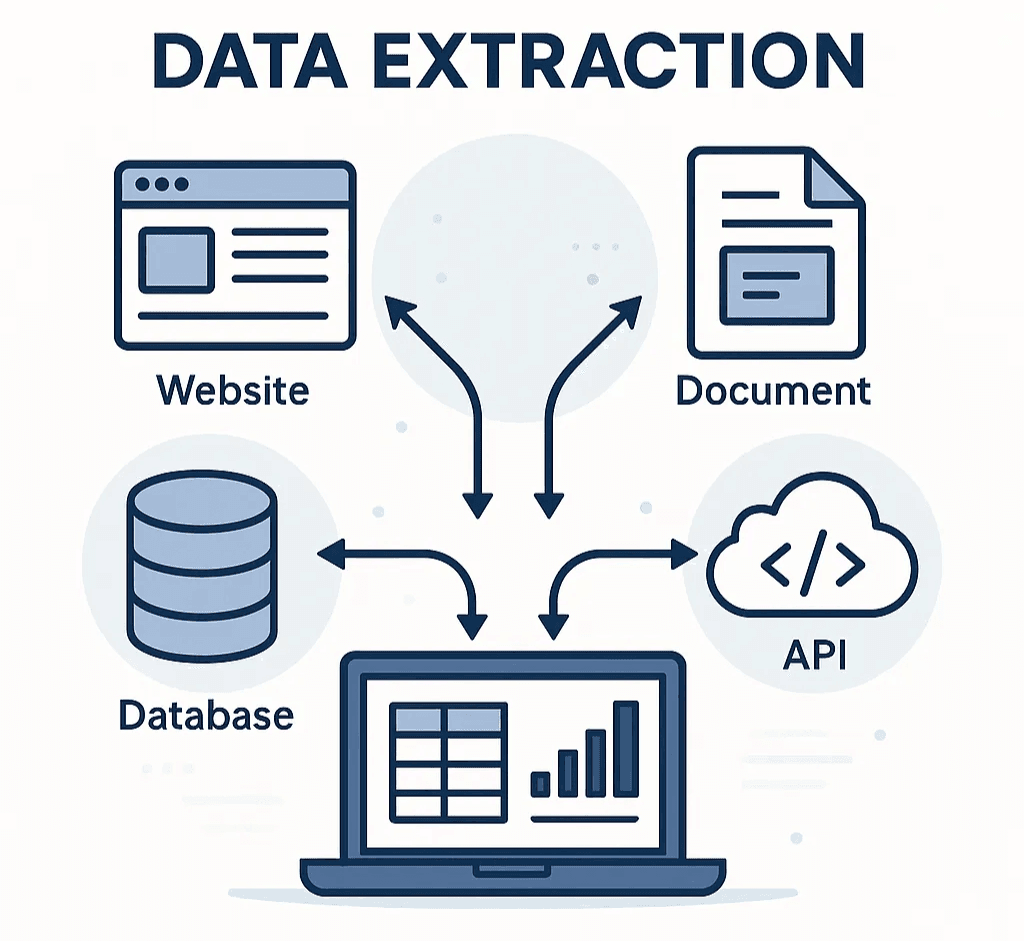 DATA EXTRACTION
Website
Document
</>
API
Database